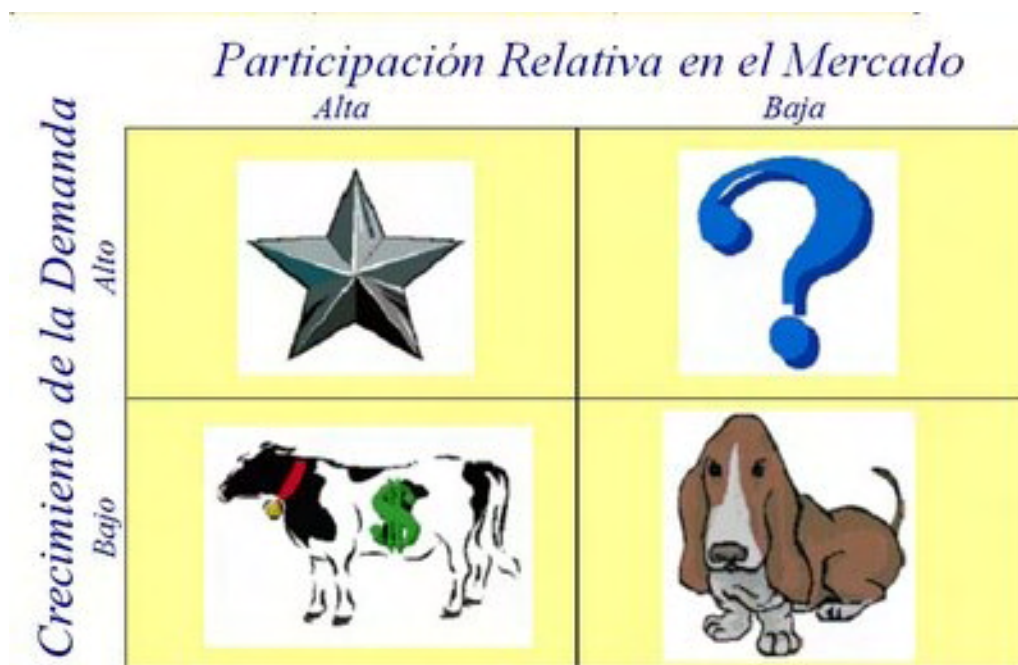 Participación Relativa en el Mercado
Alta
Baja
Crecimiento de la Demanda
Alto
Bajo
$